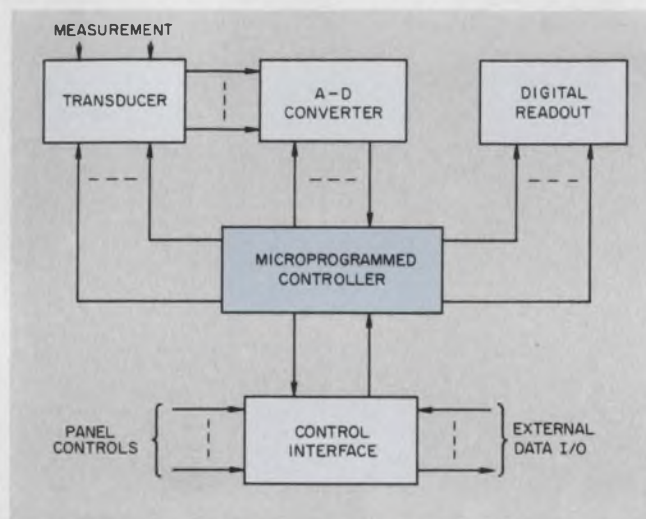 MEASUREMENT
TRANSDUCER
A-D
CONVERTER
DIGITAL
READOUT
MICROPROGRAMMED
CONTROLLER
PANEL
CONTROLS
CONTROL
INTERFACE
EXTERNAL
DATA I/O